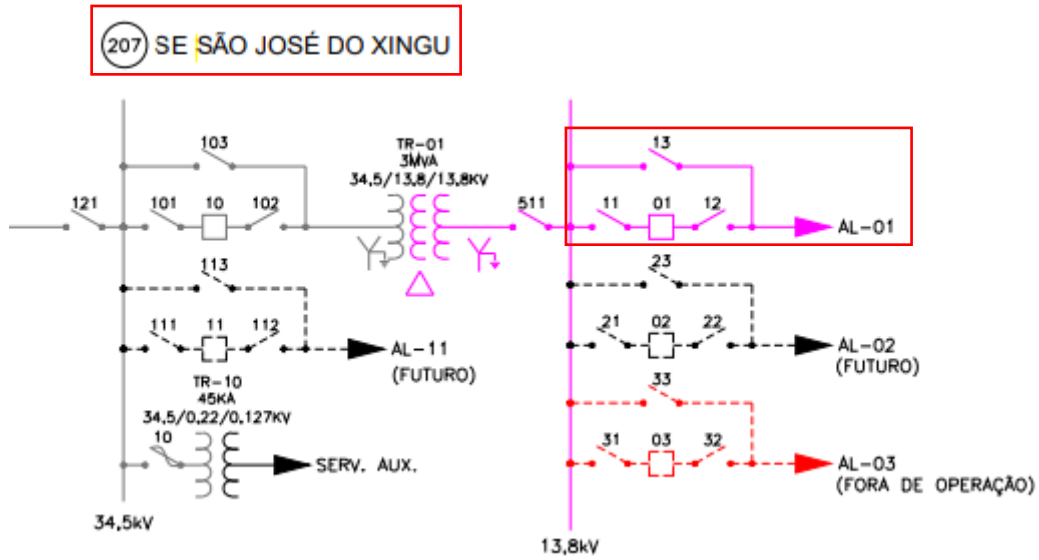 207 SE SÃO JOSÉ DO XINGU
103
TR-01
3MVA
34.5/13.8/13.8KV
13
121
101
10
102
511
11
01
12
AL-01
113
23
111
11
112
AL-11
(FUTURO)
21
02
22
AL-02
(FUTURO)
TR-10
45KA
34.5/0.22/0.127KV
33
10
SERV. AUX.
31
03
32
AL-03
(FORA DE OPERAÇÃO)
34.5kV
13,8kV